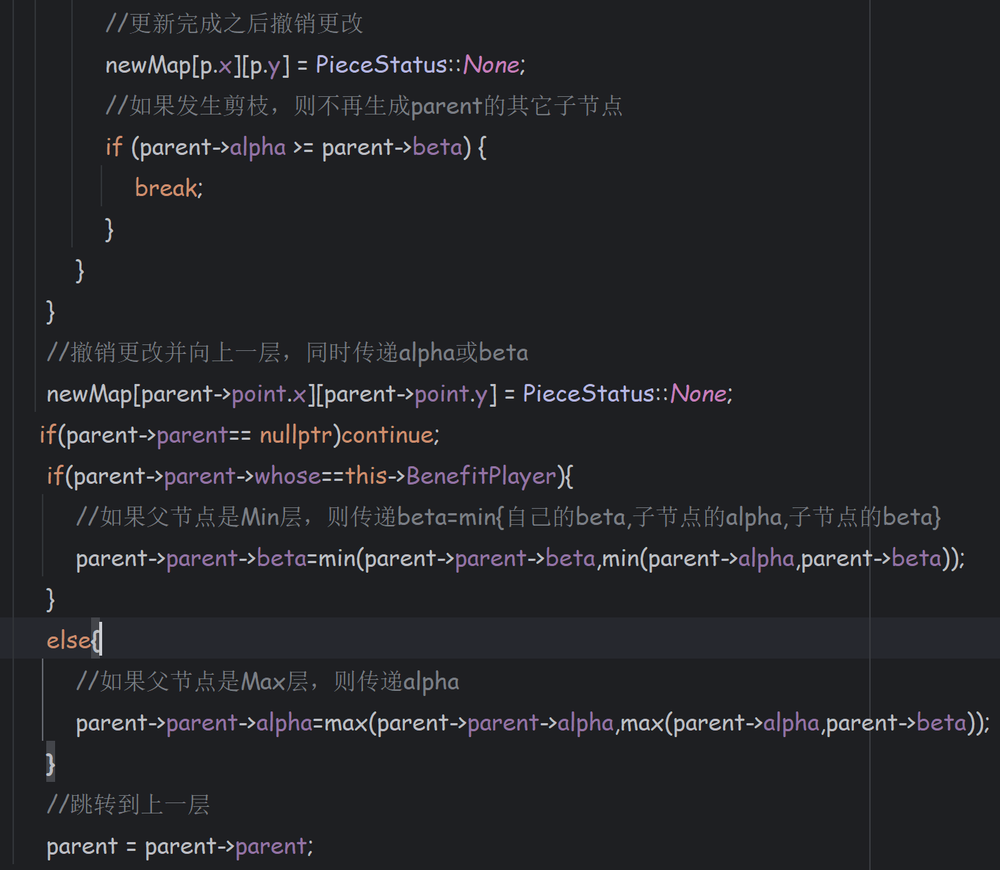 //更新完成之后撤销更改
newMap[p.x][p.y] = PieceStatus::None;
//如果发生剪枝，则不再生成parent的其它子节点
if (parent->alpha >= parent->beta) {
break;
}
}
}
//撤销更改并向上一层，同时传递alpha或beta
newMap[parent->point.x][parent->point.y] = PieceStatus::None;
if(parent->parent== nullptr)continue;
if(parent->parent->whose==this->BenefitPlayer){
//如果父节点是Min层，则传递beta=min{自己的beta,子节点的alpha,子节点的beta}
parent->parent->beta=min(parent->parent->beta,min(parent->alpha,parent->beta));
}
else{
//如果父节点是Max层，则传递alpha
parent->parent->alpha=max(parent->parent->alpha,max(parent->alpha,parent->beta));
}
//跳转到上一层
parent = parent->parent;